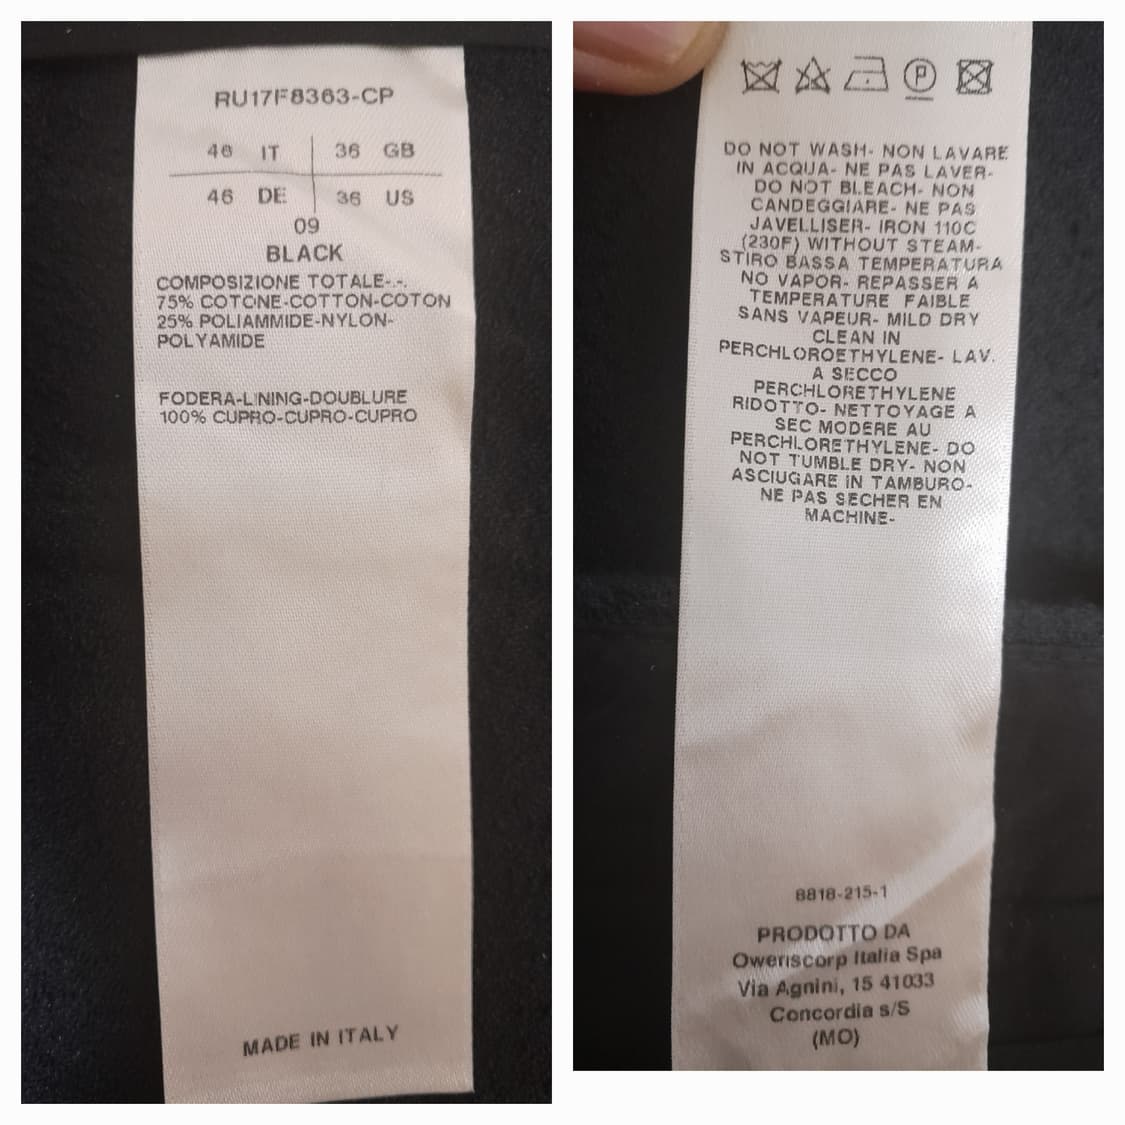 RU17F8363-CP
46 IT 36 GB
46 DE 36 US
09
BLACK
COMPOSIZIONE TOTALE-.-.
75% COTONE-COTTON-COTON
25% POLIAMMIDE-NYLON-
POLYAMIDE
FODERA-LINING-DOUBLURE
100% CUPRO-CUPRO-CUPRO
MADE IN ITALY
P
DO NOT WASH- NON LAVARE
IN ACQUA- NE PAS LAVER-
DO NOT BLEACH- NON
CANDEGGIARE- NE PAS
JAVELLISER- IRON 110C
(230F) WITHOUT STEAM-
STIRO BASSA TEMPERATURA
NO VAPOR- REPASSER A
TEMPERATURE FAIBLE
SANS VAPEUR- MILD DRY
CLEAN IN
PERCHLOROETHYLENE- LAV.
A SECCO
PERCHLORETHYLENE
RIDOTTO- NETTOYAGE A
SEC MODERE AU
PERCHLORETHYLENE- DO
NOT TUMBLE DRY- NON
ASCIUGARE IN TAMBURO-
NE PAS SECHER EN
MACHINE-
8818-215-1
PRODOTTO DA
Owenscorp Italia Spa
Via Agnini, 15 41033
Concordia s/S
(MO)